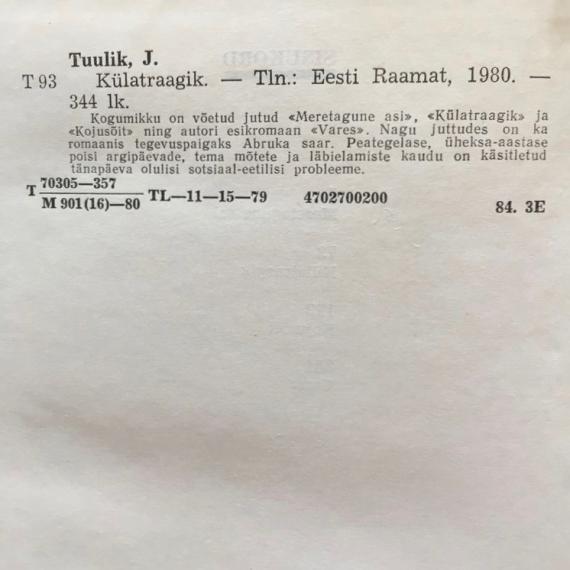 Tuulik, J.
T 93 Külatraagik. — Tln.: Eesti Raamat, 1980. —
344 lk.
Kogumikku on võetud jutud «Meretagune asi», «Külatraagik» ja
«Kojusõit» ning autori esikromaan «Vares». Nagu juttudes on ka
romaanis tegevuspaigaks Abruka saar. Peategelase, üheksa-aastase
poisi argipäevade, tema mõtete ja läbielamiste kaudu on käsitletud
tänapäeva olulisi sotsiaal-eetilisi probleeme.
T 70305—357
M 901(16)—80 TL—11—15—79 4702700200
84. 3E